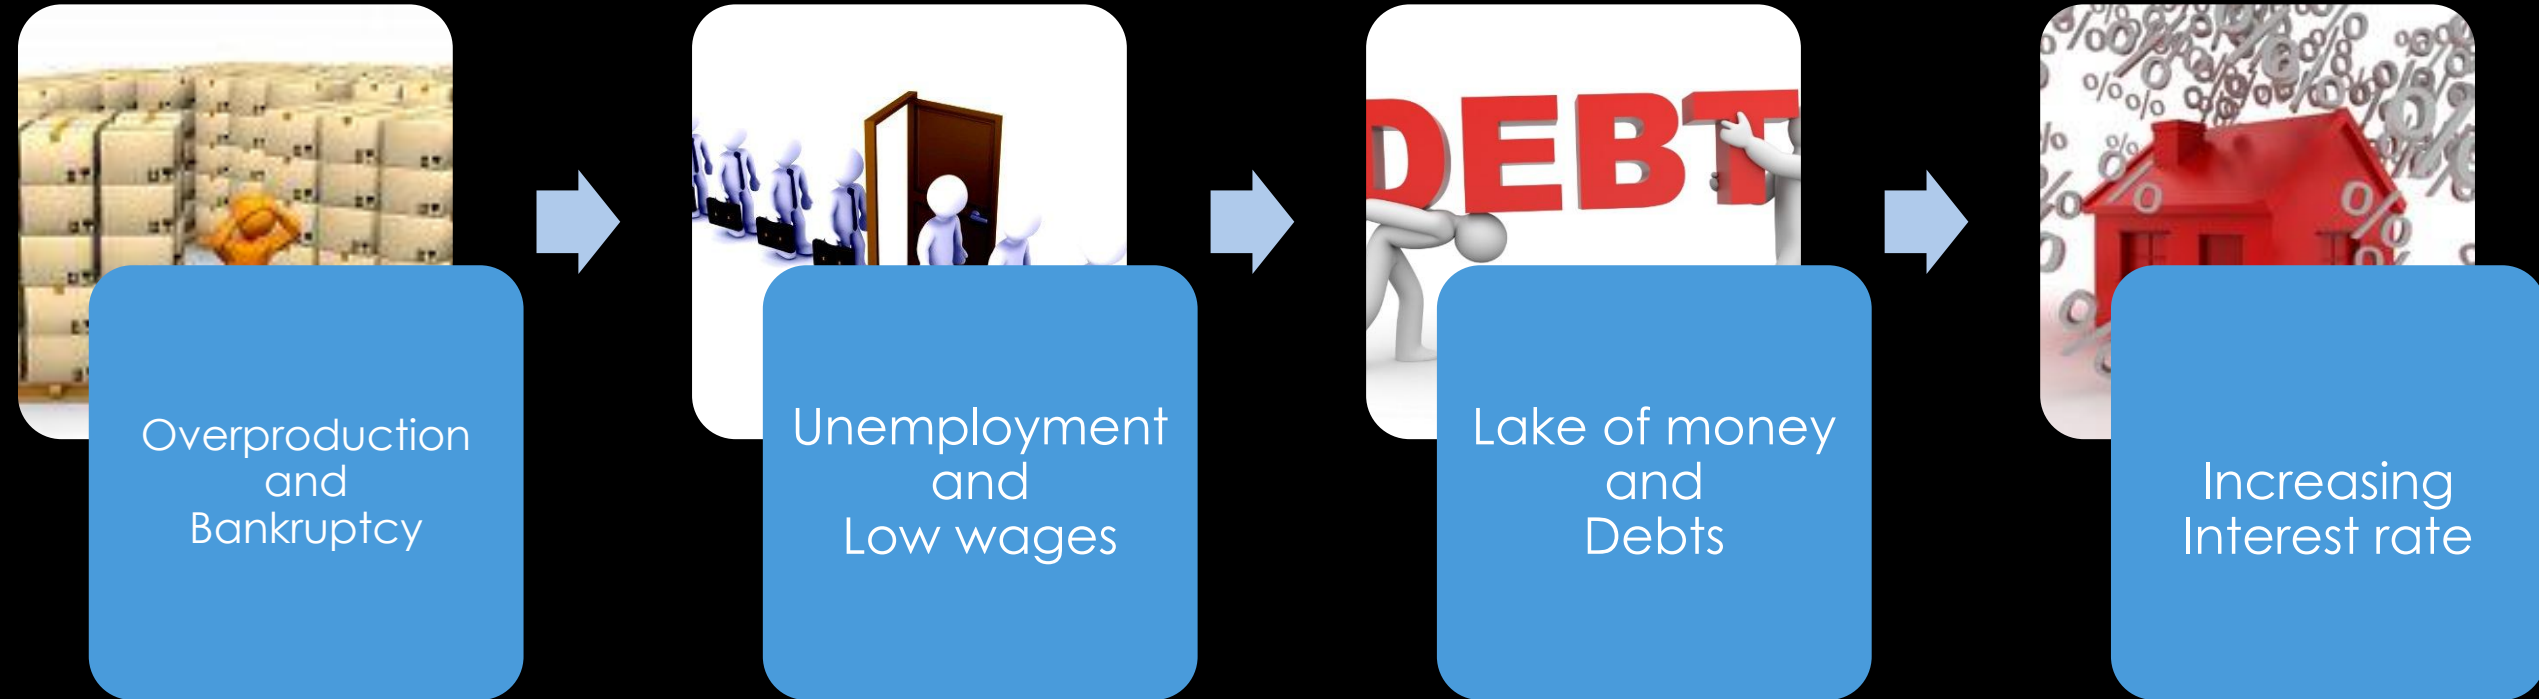 DEBT
Overproduction
and
Bankruptcy
Unemployment
and
Low wages
Lake of money
and
Debts
Increasing
Interest rate